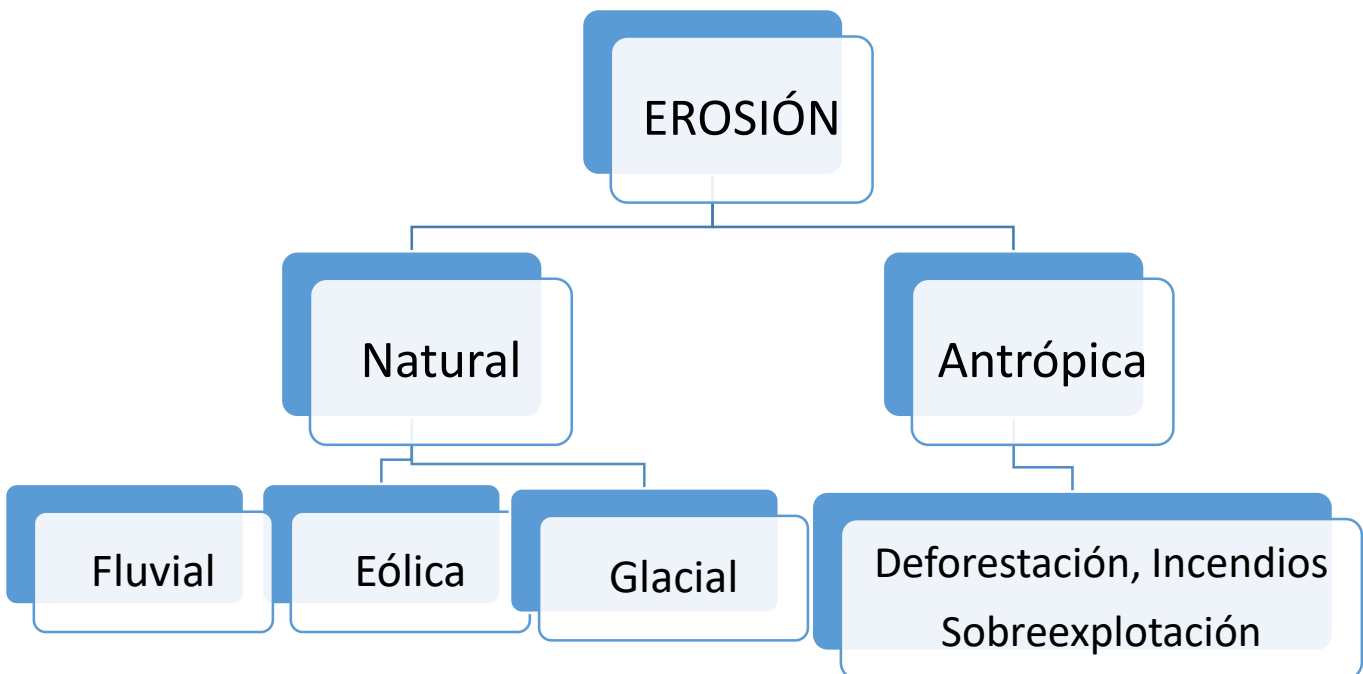 EROSIÓN
Natural
Antrópica
Fluvial
Eólica
Glacial
Deforestación, Incendios
Sobreexplotación